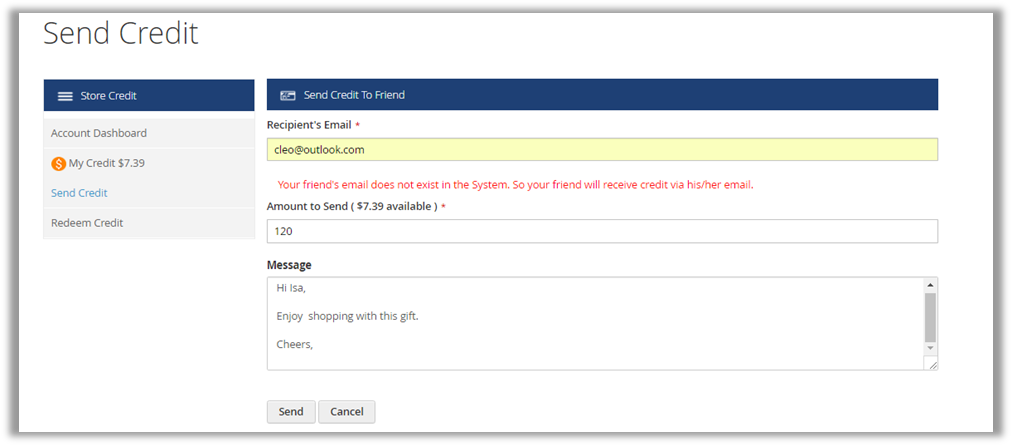 Send Credit
Store Credit
Account Dashboard
My Credit $7.39
Send Credit
Redeem Credit
Send Credit To Friend
Recipient's Email *
cleo@outlook.com
Your friend's email does not exist in the System. So your friend will receive credit via his/her email.
Amount to Send ( $7.39 available ) *
120
Message
Hi Isa,
Enjoy  shopping with this gift.
Cheers,
Send
Cancel